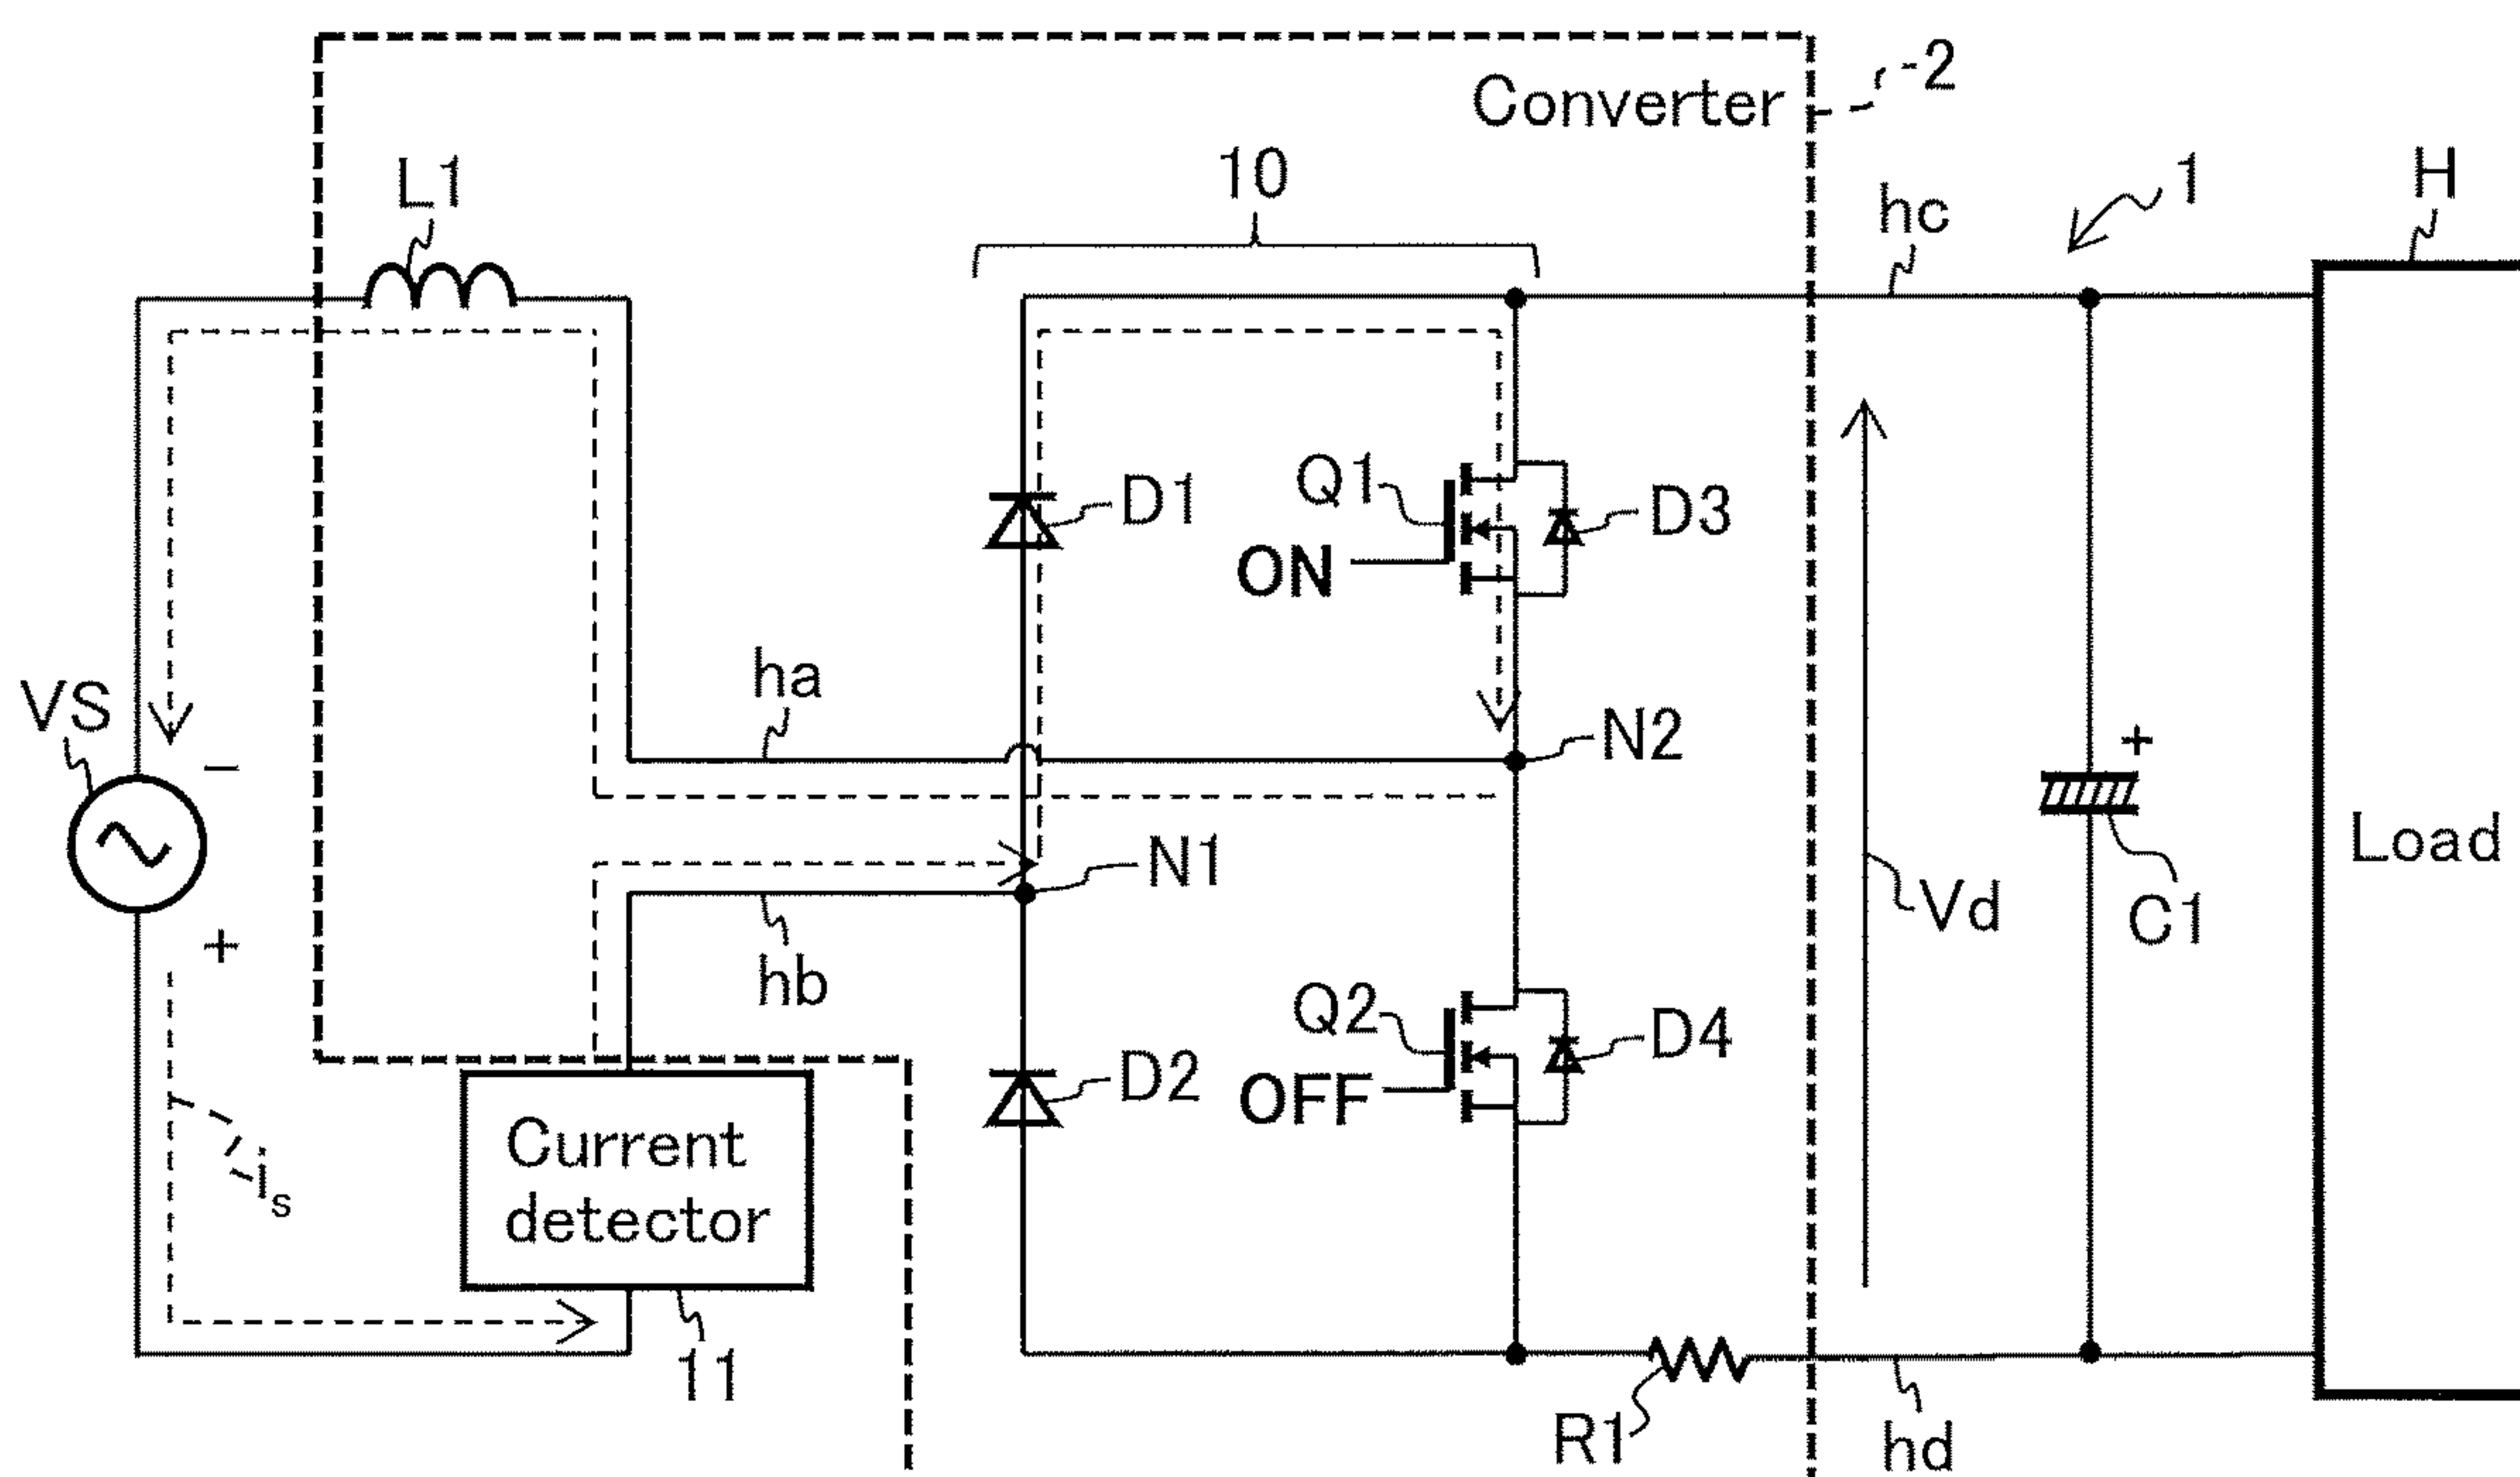 2
Converter
10
L1
1
H
hc
Q1
D1
D3
ON
ha
VS
N2
−
+
N1
Load
Vd
C1
+
hb
Q2
D4
D2
OFF
Current
detector
is
11
R1
hd